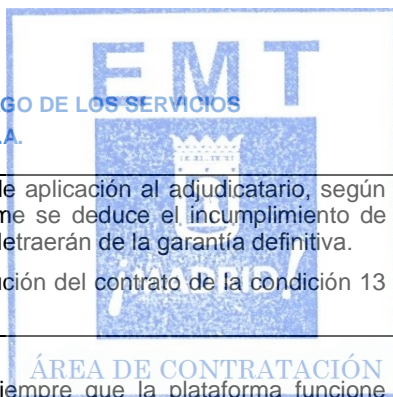 EMT
GO DE LOS SERVICIOS
.A.
de aplicación al adjudicatario, según
me se deduce el incumplimiento de
detraerán de la garantía definitiva.
ución del contrato de la condición 13
¡MADRID!
ÁREA DE CONTRATACIÓN
iempre que la plataforma funcione